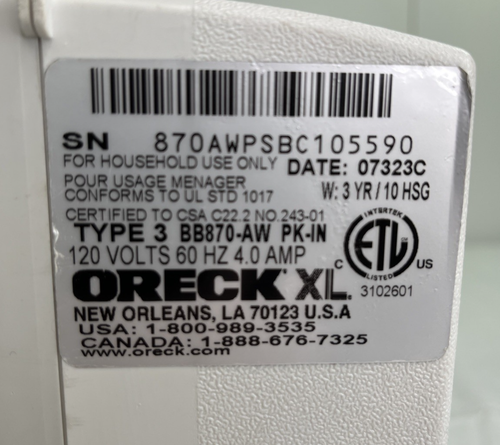 SN 870AWPSBC105590
FOR HOUSEHOLD USE ONLY DATE: 07323C
POUR USAGE MENAGER W: 3 YR / 10 HSG
CONFORMS TO UL STD 1017
CERTIFIED TO CSA C22.2 NO.243-01
TYPE 3 BB870-AW PK-IN
120 VOLTS 60 HZ 4.0 AMP
INTERTEK
C ETL US
LISTED
ORECK XL. 3102601
NEW ORLEANS, LA 70123 U.S.A
USA: 1-800-989-3535
CANADA: 1-888-676-7325
www.oreck.com